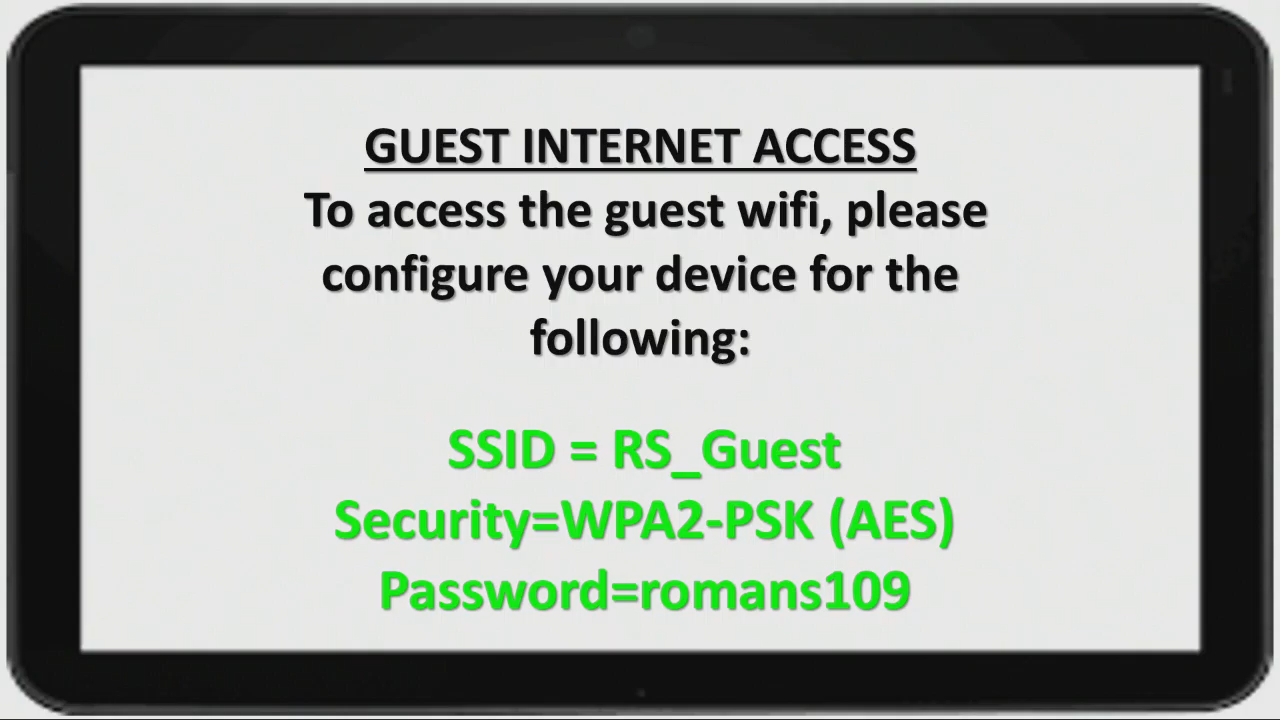 GUEST INTERNET ACCESS
To access the guest wifi, please
configure your device for the
following:
SSID = RS_Guest
Security=WPA2-PSK (AES)
Password=romans109